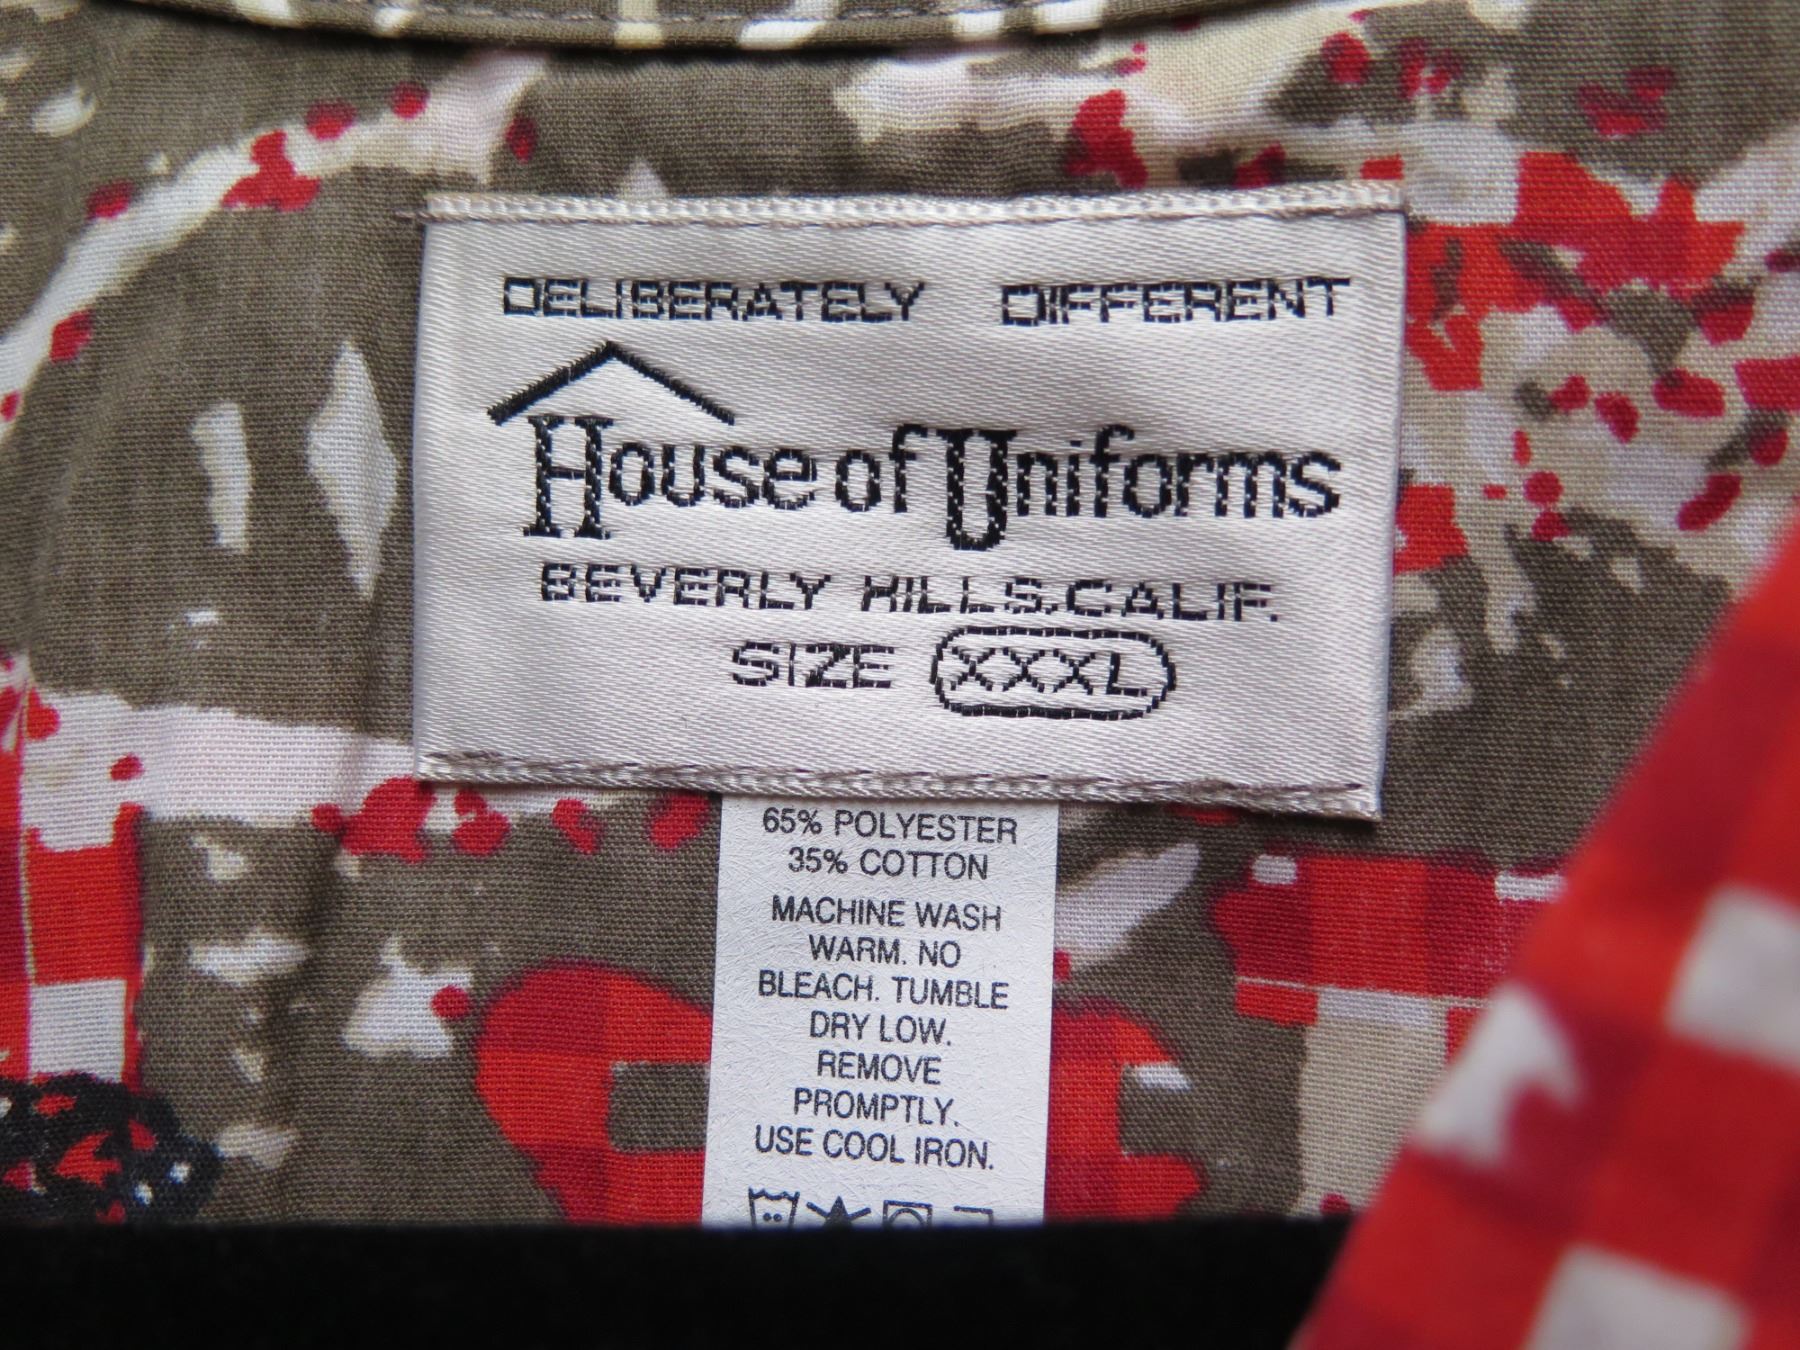 DELIBERATELY DIFFERENT
House of Uniforms
BEVERLY HILLS, CALIF.
SIZE XXXL
65% POLYESTER
35% COTTON
MACHINE WASH
WARM. NO
BLEACH. TUMBLE
DRY LOW.
REMOVE
PROMPTLY.
USE COOL IRON.